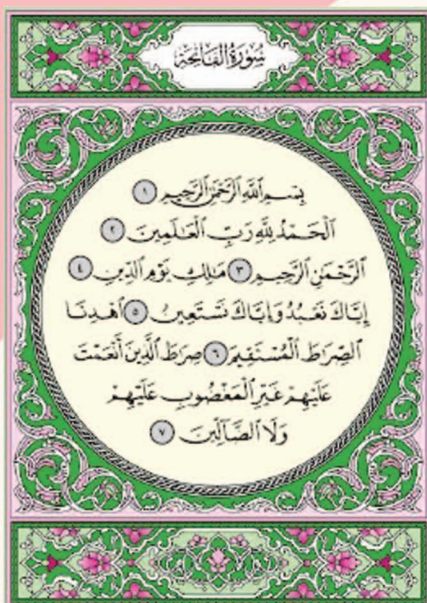 سُورَةُ الفَاتِحَةِ
بِسْمِ ٱللَّهِ ٱلرَّحْمَٰنِ ٱلرَّحِيمِ ١
ٱلْحَمْدُ لِلَّهِ رَبِّ ٱلْعَٰلَمِينَ ٢
ٱلرَّحْمَٰنِ ٱلرَّحِيمِ ٣ مَٰلِكِ يَوْمِ ٱلدِّينِ ٤
إِيَّاكَ نَعْبُدُ وَإِيَّاكَ نَسْتَعِينُ ٥ ٱهْدِنَا
ٱلصِّرَٰطَ ٱلْمُسْتَقِيمَ ٦ صِرَٰطَ ٱلَّذِينَ أَنْعَمْتَ
عَلَيْهِمْ غَيْرِ ٱلْمَغْضُوبِ عَلَيْهِمْ
وَلَا ٱلضَّآلِّينَ ٧